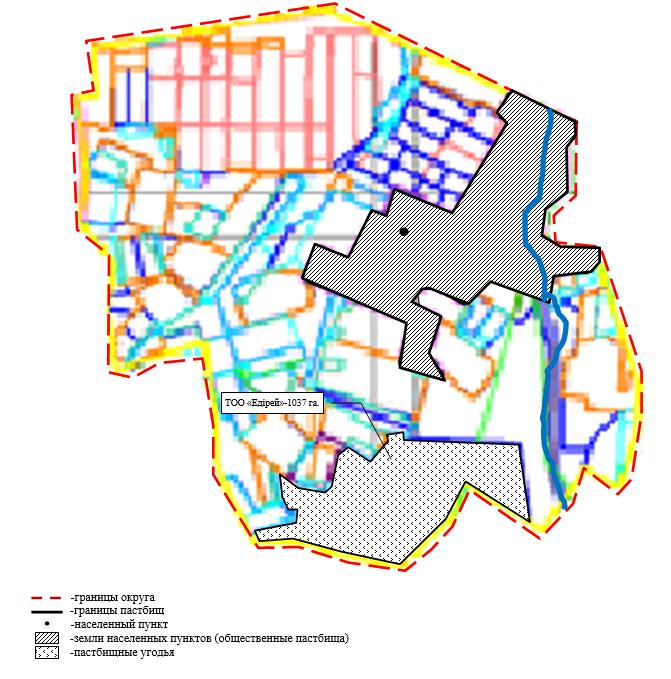 ТОО «Едірей»-1037 га.
-границы округа
-границы пастбищ
-населенный пункт
-земли населенных пунктов (общественные пастбища)
-пастбищные угодья